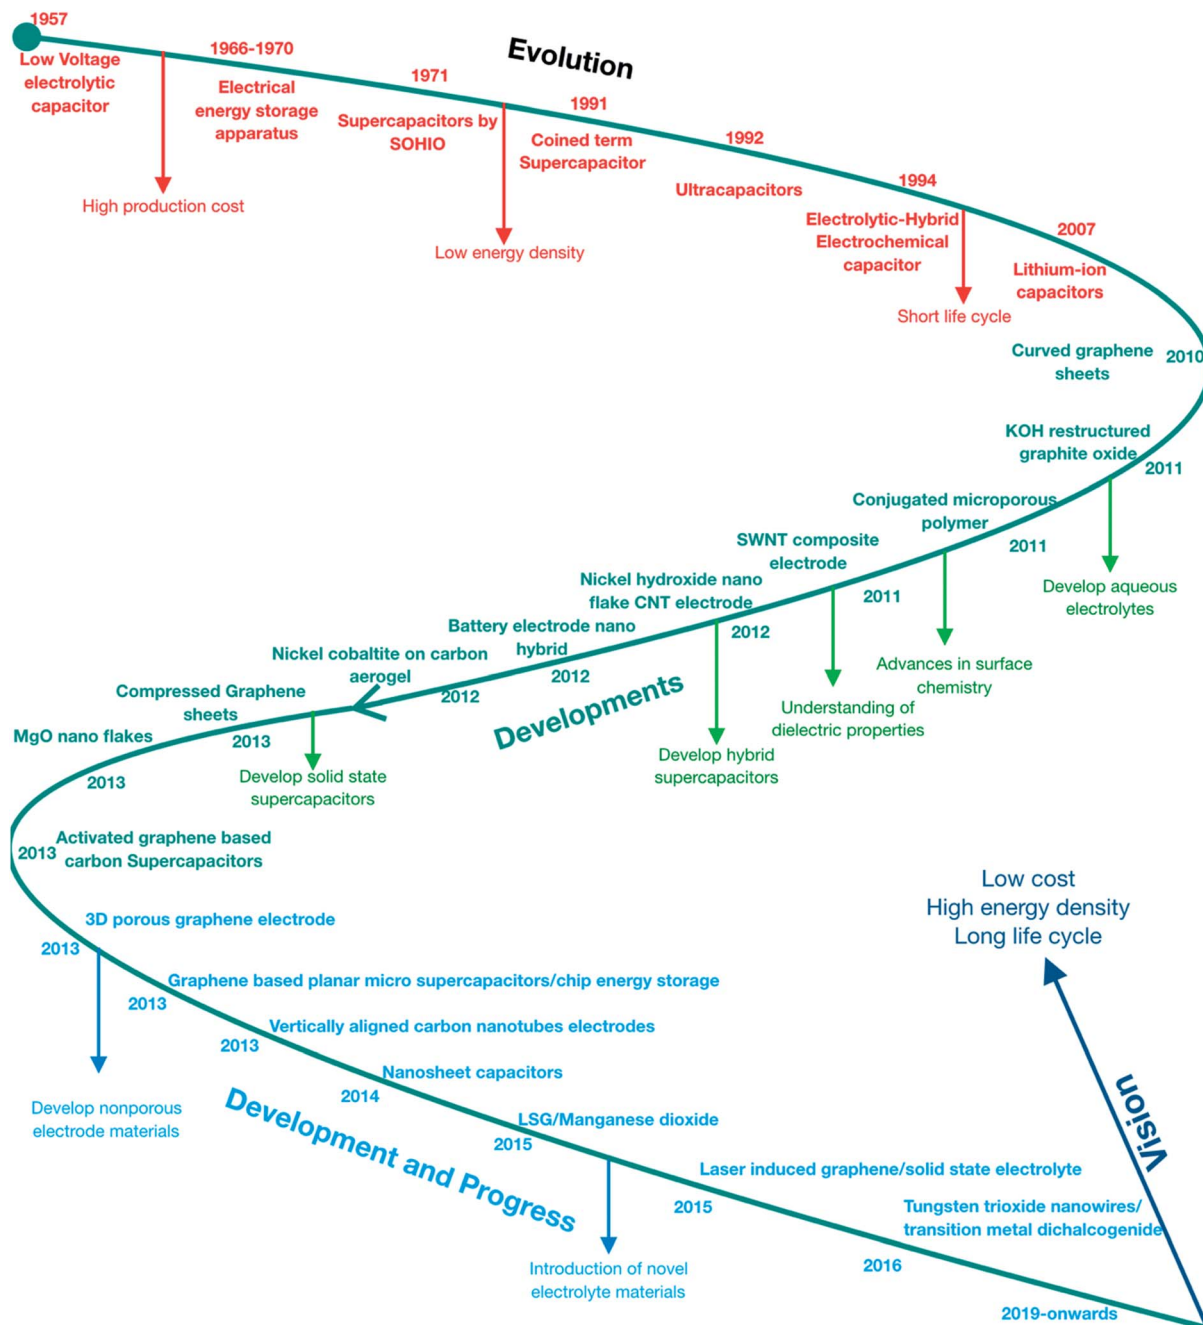 1957
Low Voltage
electrolytic
capacitor
High production cost
1966-1970
Electrical
energy storage
apparatus
1971
Supercapacitors by
SOHIO
Low energy density
Evolution
1991
Coined term
Supercapacitor
1992
Ultracapacitors
1994
Electrolytic-Hybrid
Electrochemical
capacitor
Short life cycle
2007
Lithium-ion
capacitors
Curved graphene
sheets
2010
KOH restructured
graphite oxide
2011
Develop aqueous
electrolytes
Conjugated microporous
polymer
2011
Advances in surface
chemistry
SWNT composite
electrode
2011
Understanding of
dielectric properties
Nickel hydroxide nano
flake CNT electrode
2012
Develop hybrid
supercapacitors
Battery electrode nano
hybrid
2012
Developments
Nickel cobaltite on carbon
aerogel
2012
Compressed Graphene
sheets
2013
Develop solid state
supercapacitors
MgO nano flakes
2013
2013
Activated graphene based
carbon Supercapacitors
3D porous graphene electrode
2013
Develop nonporous
electrode materials
Graphene based planar micro supercapacitors/chip energy storage
2013
Vertically aligned carbon nanotubes electrodes
2013
Nanosheet capacitors
2014
Development and Progress
LSG/Manganese dioxide
2015
Introduction of novel
electrolyte materials
Laser induced graphene/solid state electrolyte
2015
Tungsten trioxide nanowires/
transition metal dichalcogenide
2016
2019-onwards
Vision
Low cost
High energy density
Long life cycle